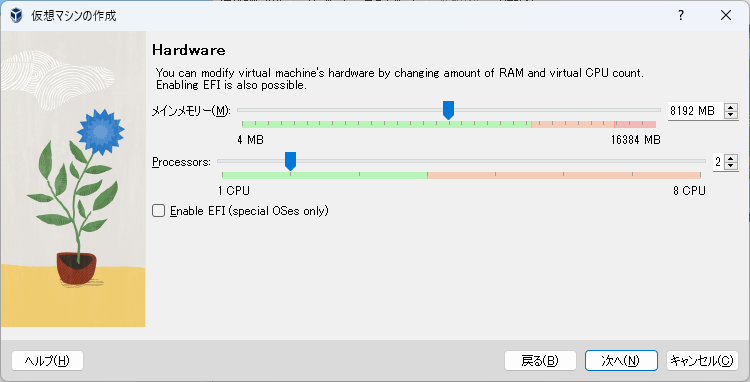 仮想マシンの作成
Hardware
You can modify virtual machine's hardware by changing amount of RAM and virtual CPU count.
Enabling EFI is also possible.
メインメモリー(M): 8192 MB
4 MB 16384 MB
Processors: 2
1 CPU 8 CPU
Enable EFI (special OSes only)
ヘルプ(H) 戻る(B) 次へ(N) キャンセル(C)